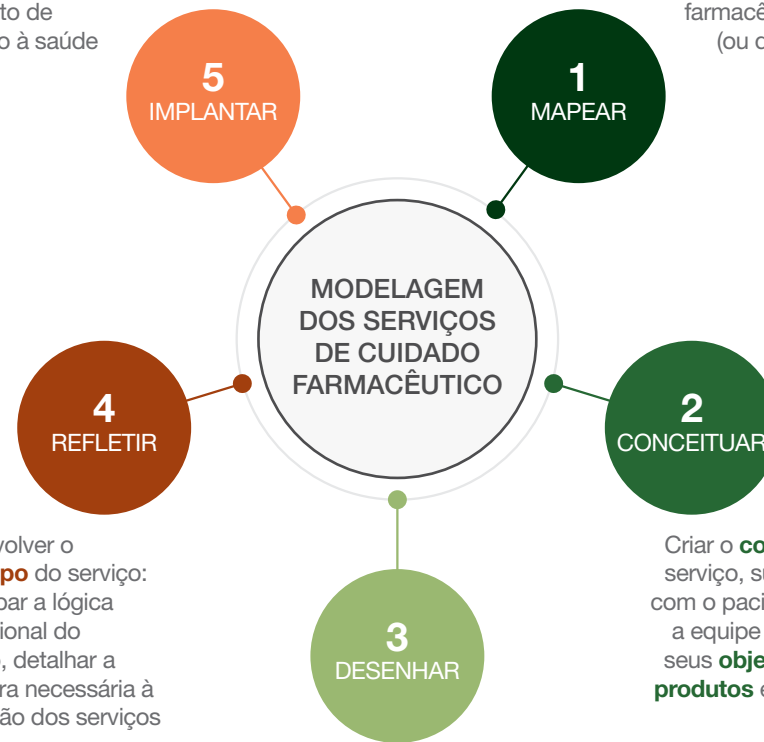 to de
o à saúde
5
IMPLANTAR
farmacê
(ou
1
MAPEAR
MODELAGEM
DOS SERVIÇOS
DE CUIDADO
FARMACÊUTICO
4
REFLETIR
2
CONCEITUAR
volver o
po do serviço:
par a lógica
ional do
o, detalhar a
ra necessária à
ão dos serviços
3
DESENHAR
Criar o co
serviço, su
com o paci
a equipe
seus obje
produtos e